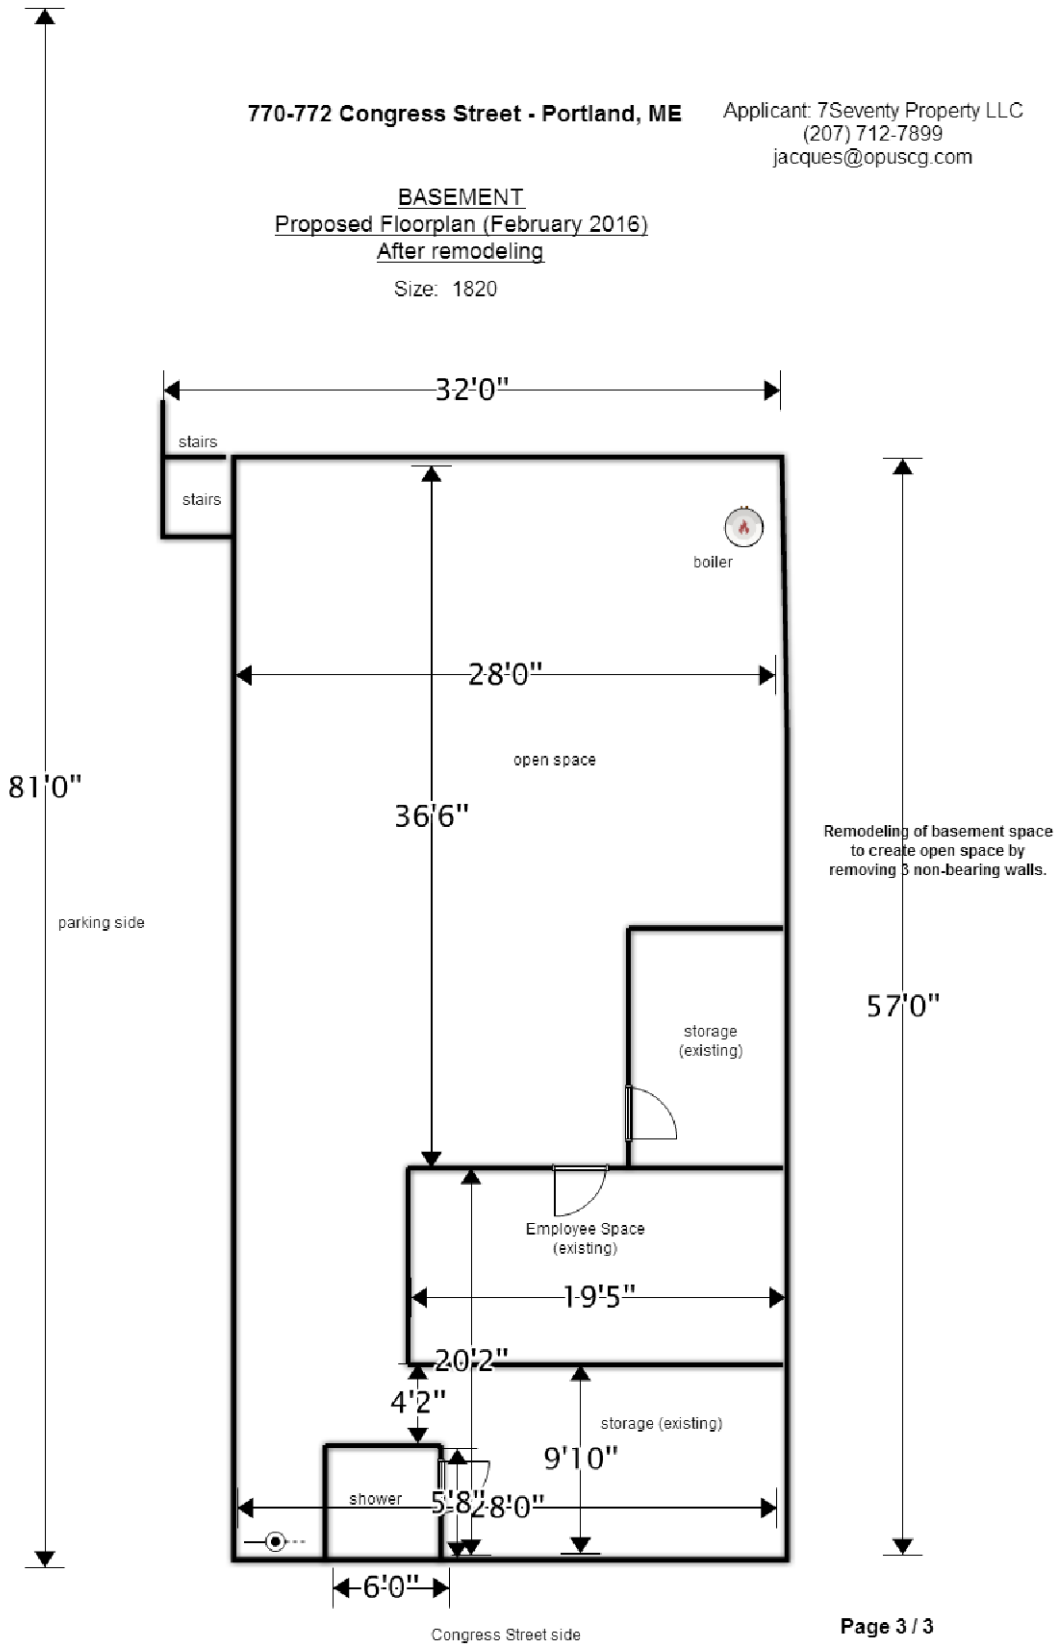 770-772 Congress Street - Portland, ME
Applicant: 7Seventy Property LLC
(207) 712-7899
jacques@opuscg.com
BASEMENT
Proposed Floorplan (February 2016)
After remodeling
Size: 1820
32'0"
stairs
stairs
boiler
28'0"
open space
81'0"
36'6"
Remodeling of basement space
to create open space by
removing 3 non-bearing walls.
parking side
57'0"
storage
(existing)
Employee Space
(existing)
19'5"
20'2"
4'2"
storage (existing)
9'10"
shower
5'8"
28'0"
6'0"
Congress Street side
Page 3 / 3